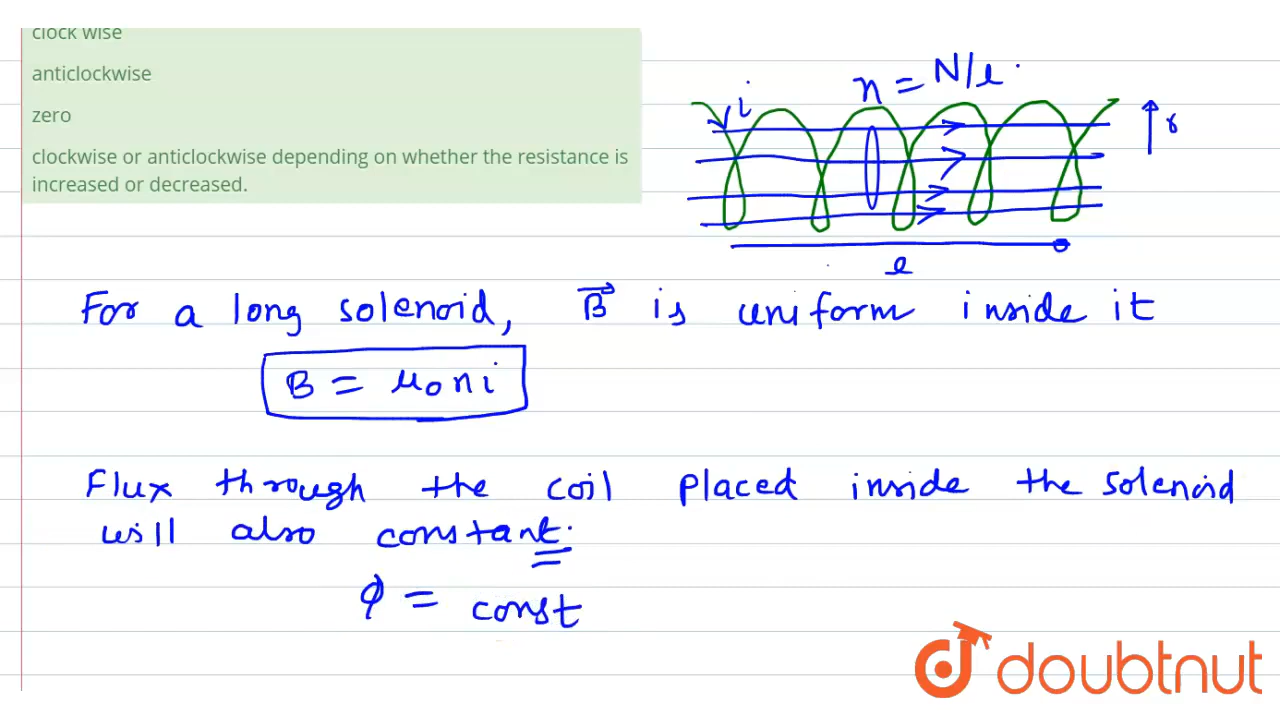 clock wise
anticlockwise
zero
clockwise or anticlockwise depending on whether the resistance is
increased or decreased.
i
n = N/l
r
l
For a long solenoid, B is uniform inside it
B = μ₀ n i
Flux through the coil placed inside the solenoid
will also constant.
ϕ = const
doubtnut